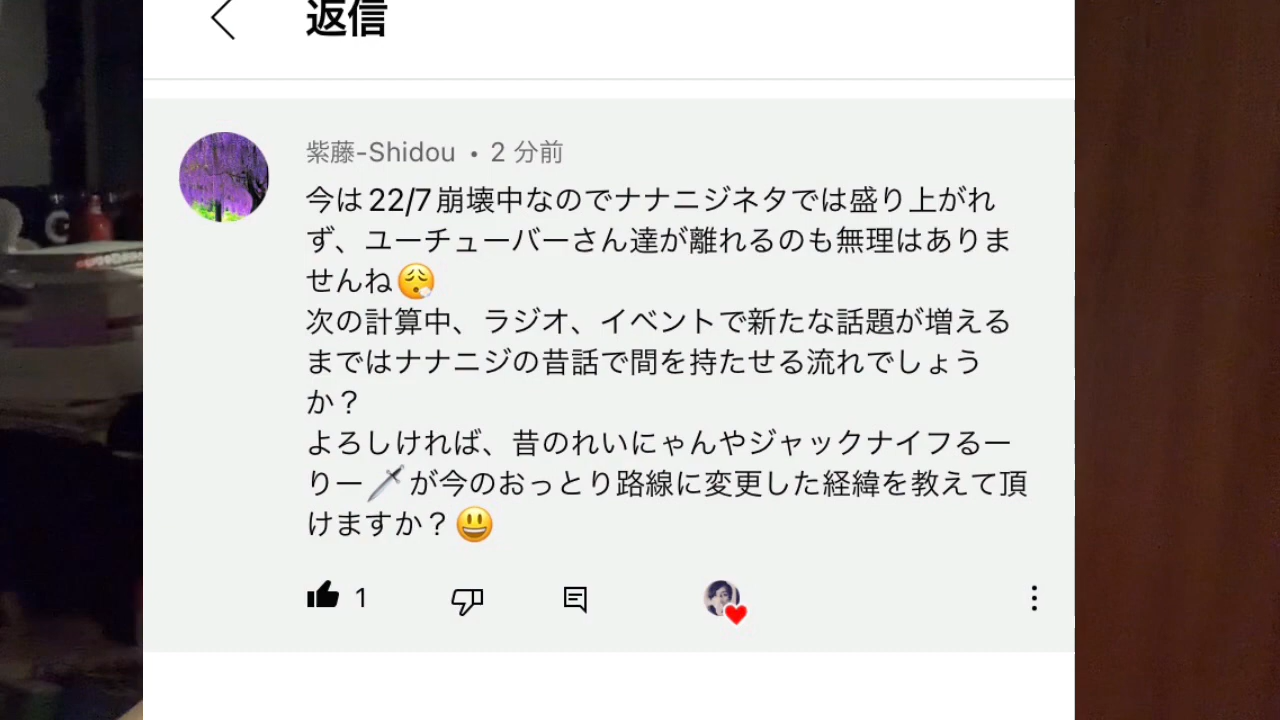 返信
紫藤-Shidou • 2 分前
今は22/7崩壊中なのでナナニジネタでは盛り上がれ
ず、ユーチューバーさん達が離れるのも無理はありま
せんね😮‍💨
次の計算中、ラジオ、イベントで新たな話題が増える
まではナナニジの昔話で間を持たせる流れでしょう
か？
よろしければ、昔のれいにゃんやジャックナイフるー
りー🗡️が今のおっとり路線に変更した経緯を教えて頂
けますか？😃
1